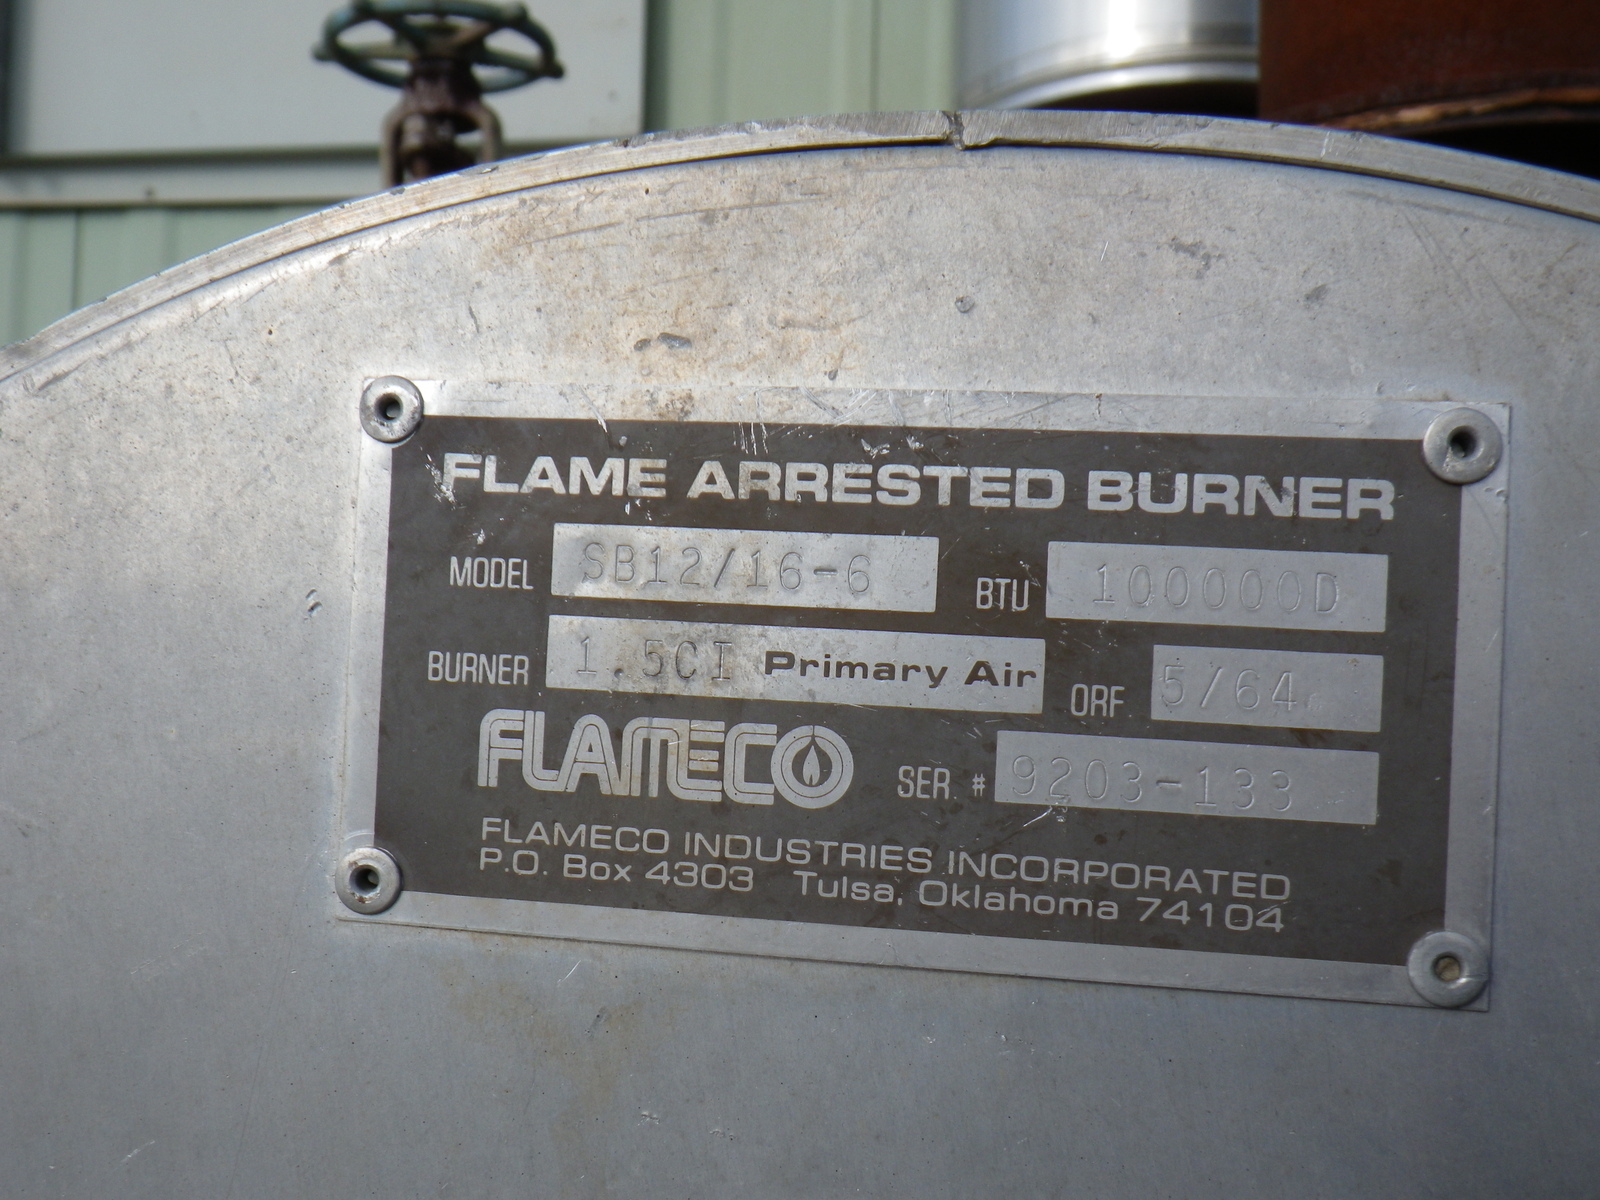 FLAME ARRESTED BURNER
MODEL SB12/16-6 BTU 100000D
BURNER 1.5CI Primary Air ORF 5/64
FLAMECO SER. # 9203-133
FLAMECO INDUSTRIES INCORPORATED
P.O. Box 4303 Tulsa, Oklahoma 74104